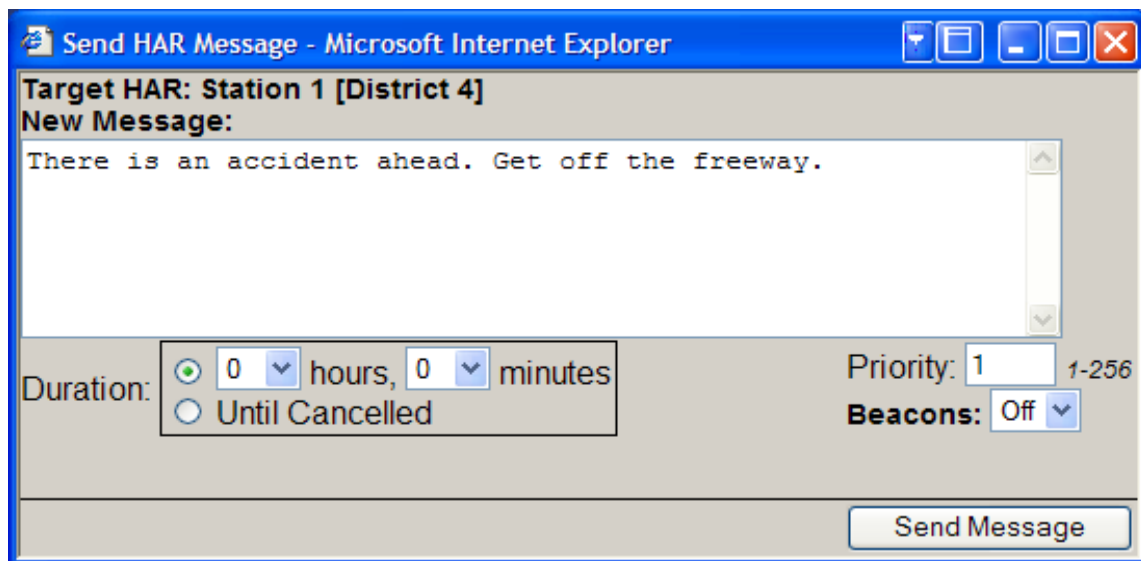 Send HAR Message - Microsoft Internet Explorer
Target HAR: Station 1 [District 4]
New Message:
There is an accident ahead. Get off the freeway.
Duration: 0 hours, 0 minutes
Until Cancelled
Priority: 1 1-256
Beacons: Off
Send Message